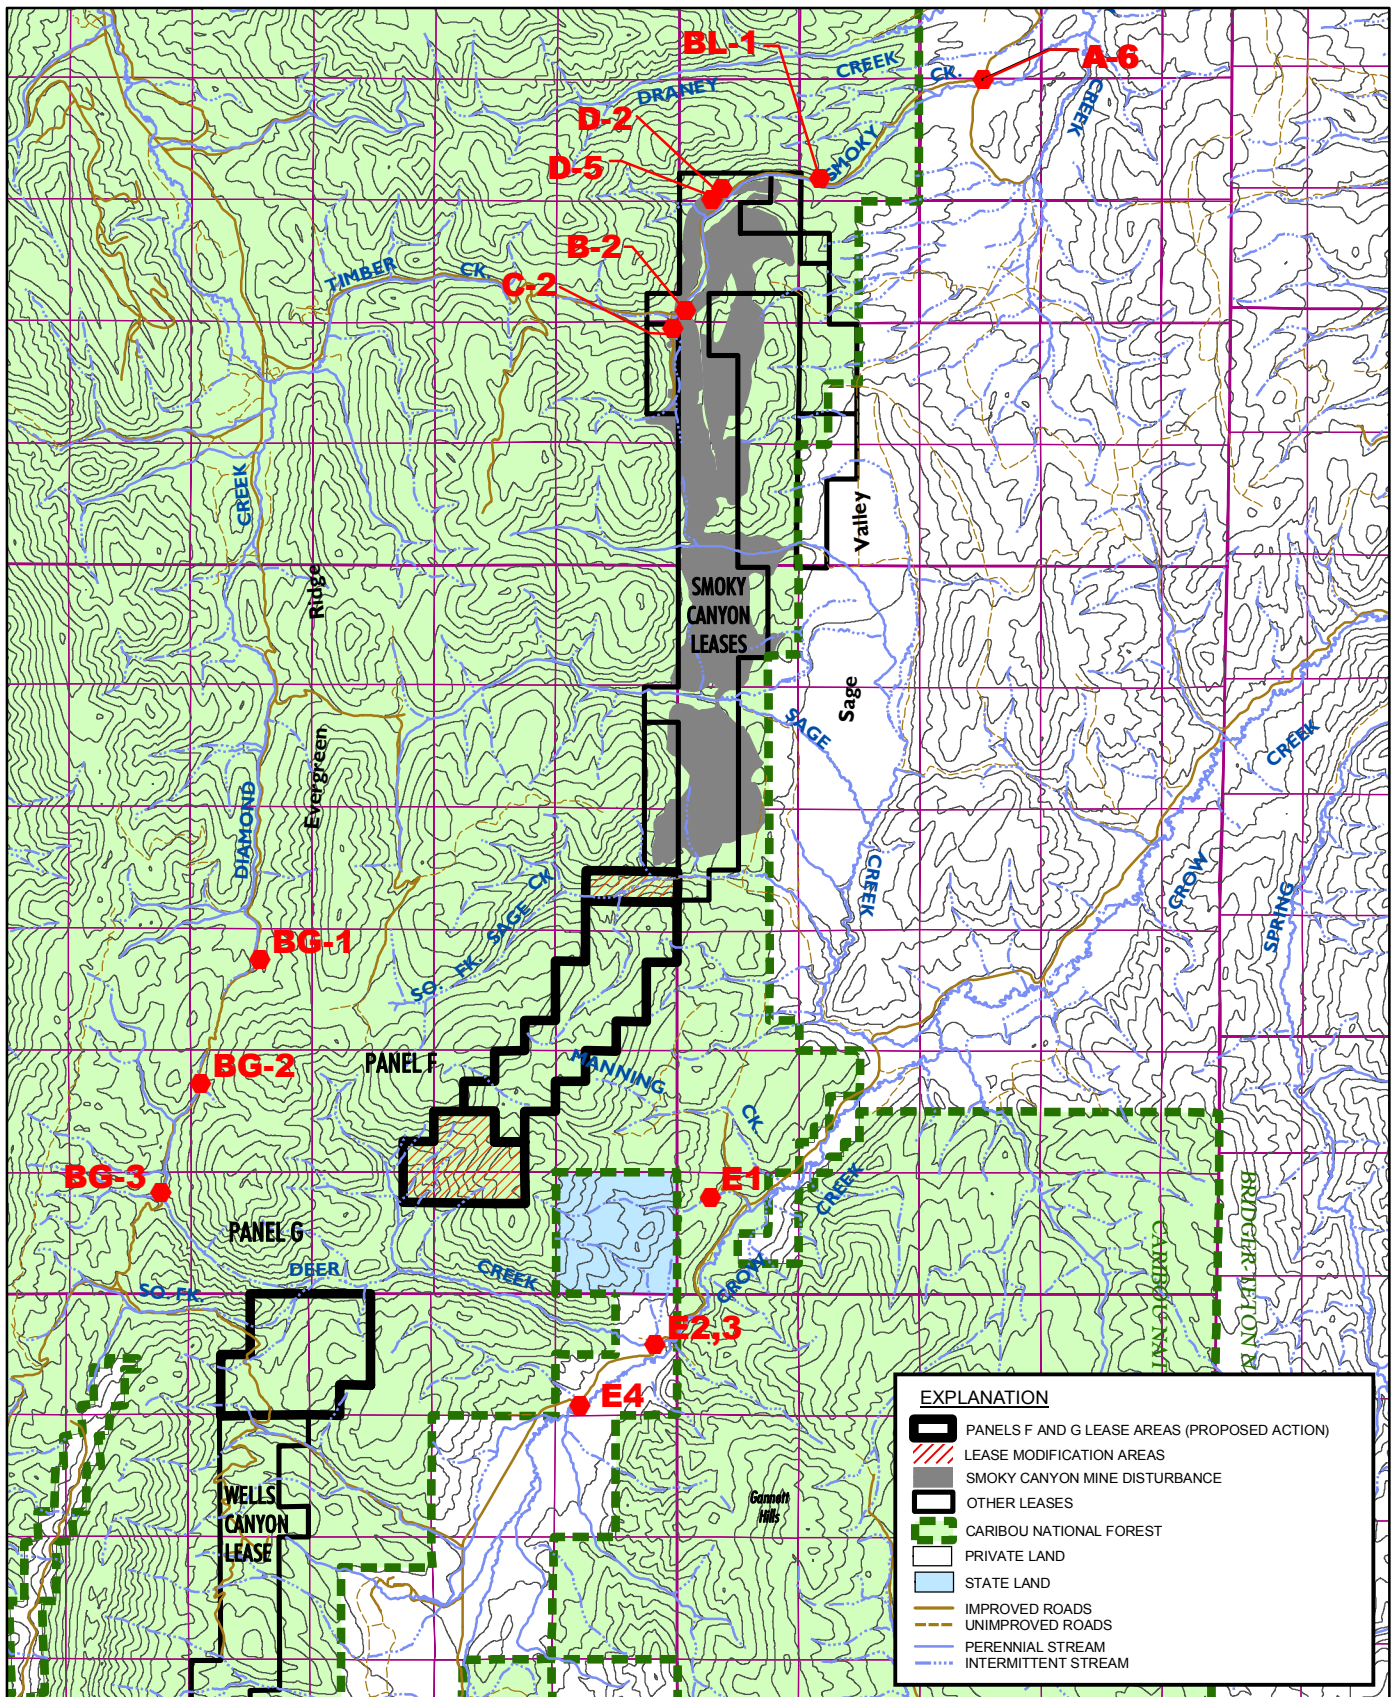 BL-1
A-6
CREEK
CK.
DRANEY
CREEK
D-2
SMOKY
D-5
B-2
TIMBER
CK.
C-2
CREEK
Valley
Ridge
SMOKY
CANYON
LEASES
Sage
SAGE
CREEK
Evergreen
DIAMOND
CREEK
CROW
SPRING
CK
SAGE
FK.
SO.
BG-1
PANEL F
MANNING
CK
BG-2
BG-3
E1
CREEK
PANEL G
DEER
CREEK
CROW
SO. FK
CARIBOU NAT
BRIDGER TETON N
E2,3
E4
WELLS
CANYON
LEASE
Gannett
Hills
EXPLANATION
PANELS F AND G LEASE AREAS (PROPOSED ACTION)
LEASE MODIFICATION AREAS
SMOKY CANYON MINE DISTURBANCE
OTHER LEASES
CARIBOU NATIONAL FOREST
PRIVATE LAND
STATE LAND
IMPROVED ROADS
UNIMPROVED ROADS
PERENNIAL STREAM
INTERMITTENT STREAM